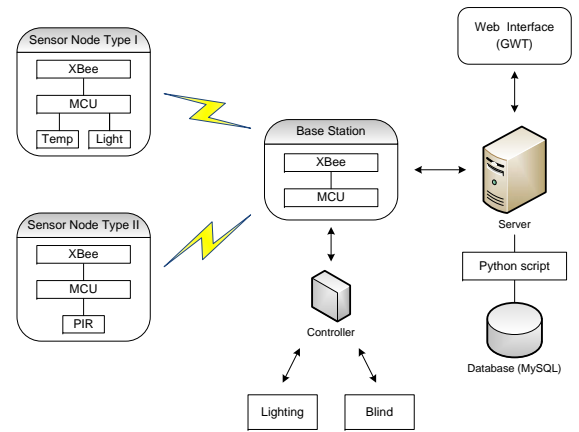 Sensor Node Type I
XBee
MCU
Temp
Light
Sensor Node Type II
XBee
MCU
PIR
Base Station
XBee
MCU
Controller
Lighting
Blind
Web Interface
(GWT)
Server
Python script
Database (MySQL)